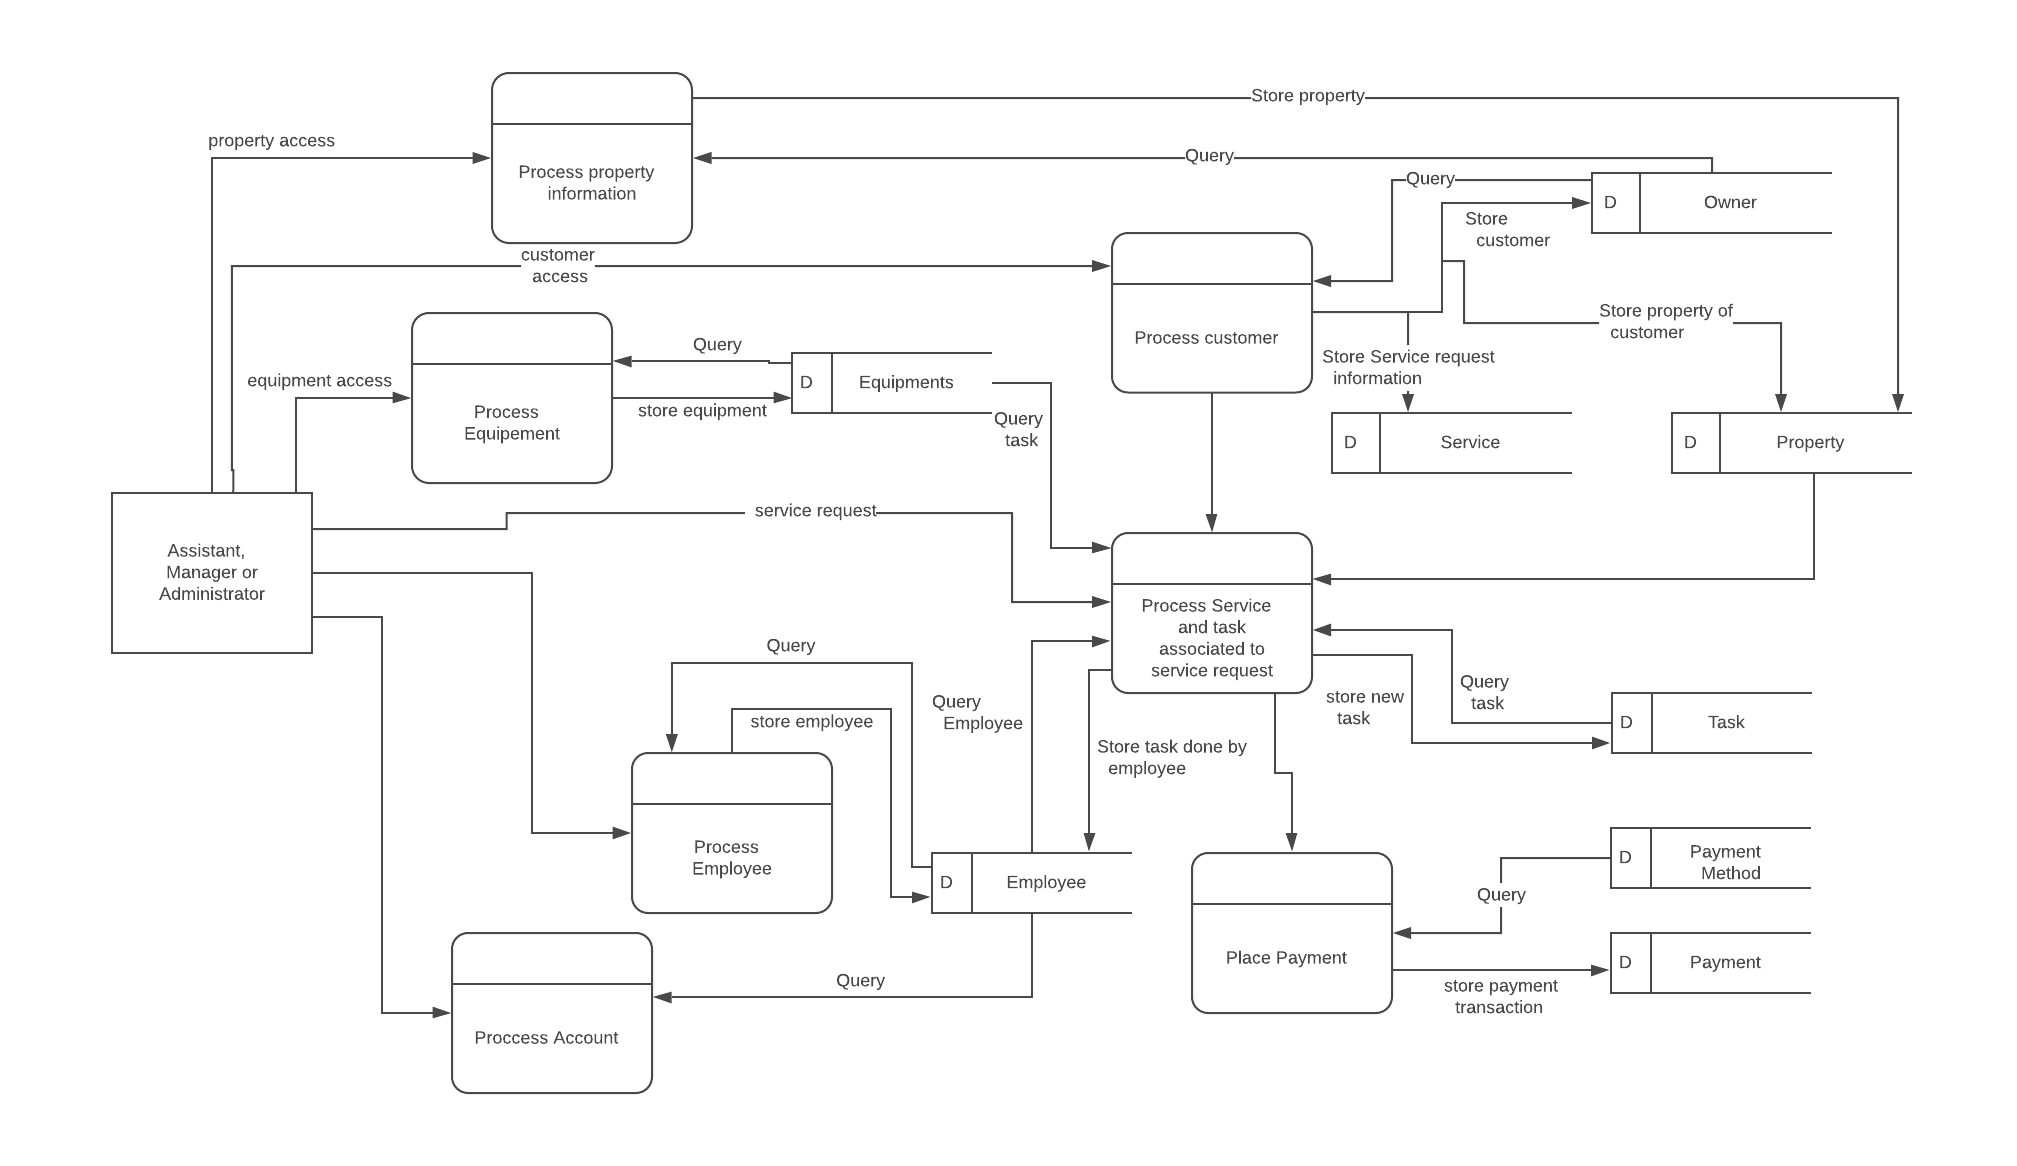 Store property
property access
Query
Process property
information
Query
D
Owner
Store
customer
customer
access
Store property of
customer
Process customer
Query
Store Service request
information
equipment access
D
Equipments
Process
Equipement
store equipment
Query
task
D
Service
D
Property
service request
Assistant,
Manager or
Administrator
Process Service
and task
associated to
service request
Query
Query
Employee
store employee
Store task done by
employee
store new
task
Query
task
D
Task
Process
Employee
D
Employee
D
Payment
Method
Query
Place Payment
D
Payment
store payment
transaction
Query
Proccess Account